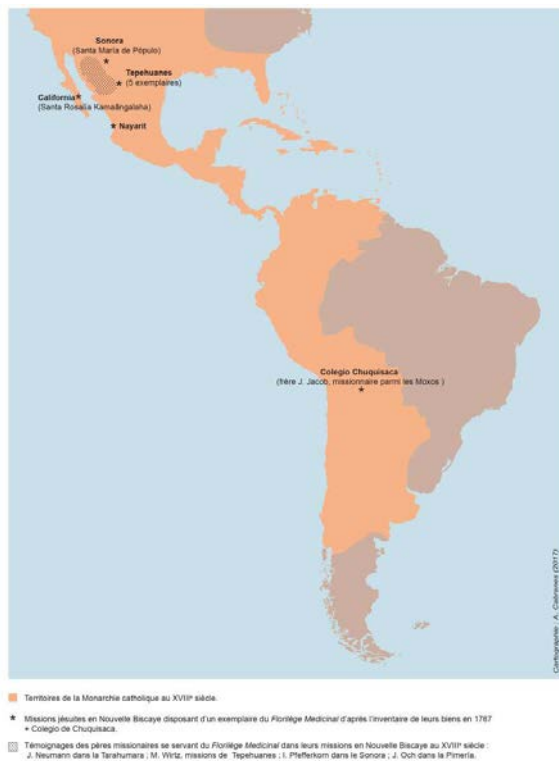 Sonora
(Santa María de Pópulo)
Tepehuanes
(5 exemplaires)
California
(Santa Rosalía Kamaângalaha)
Nayarit
Colegio Chuquisaca
(frère J. Jacob, missionnaire parmi les Moxos )
Cartographie : A. Cabranes (2017)
Territoires de la Monarchie catholique au XVIIIᵉ siècle.
Missions jésuites en Nouvelle Biscaye disposant d'un exemplaire du Florilège Medicinal d'après l'inventaire de leurs biens en 1767
+ Colegio de Chuquisaca.
Témoignages des pères missionaires se servant du Florilège Medicinal dans leurs missions en Nouvelle Biscaye au XVIIIᵉ siècle :
J. Neumann dans la Tarahumara ; M. Wirtz, missions de Tepehuanes ; I. Pfefferkorn dans le Sonora ; J. Och dans la Pimería.